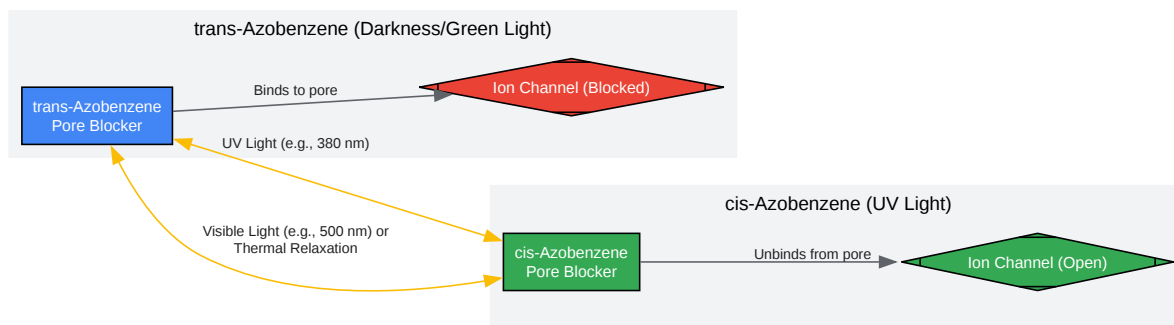 trans-Azobenzene (Darkness/Green Light)
Ion Channel (Blocked)
Binds to pore
trans-Azobenzene
Pore Blocker
UV Light (e.g., 380 nm)
cis-Azobenzene (UV Light)
Visible Light (e.g., 500 nm) or
Thermal Relaxation
cis-Azobenzene
Pore Blocker
Unbinds from pore
Ion Channel (Open)